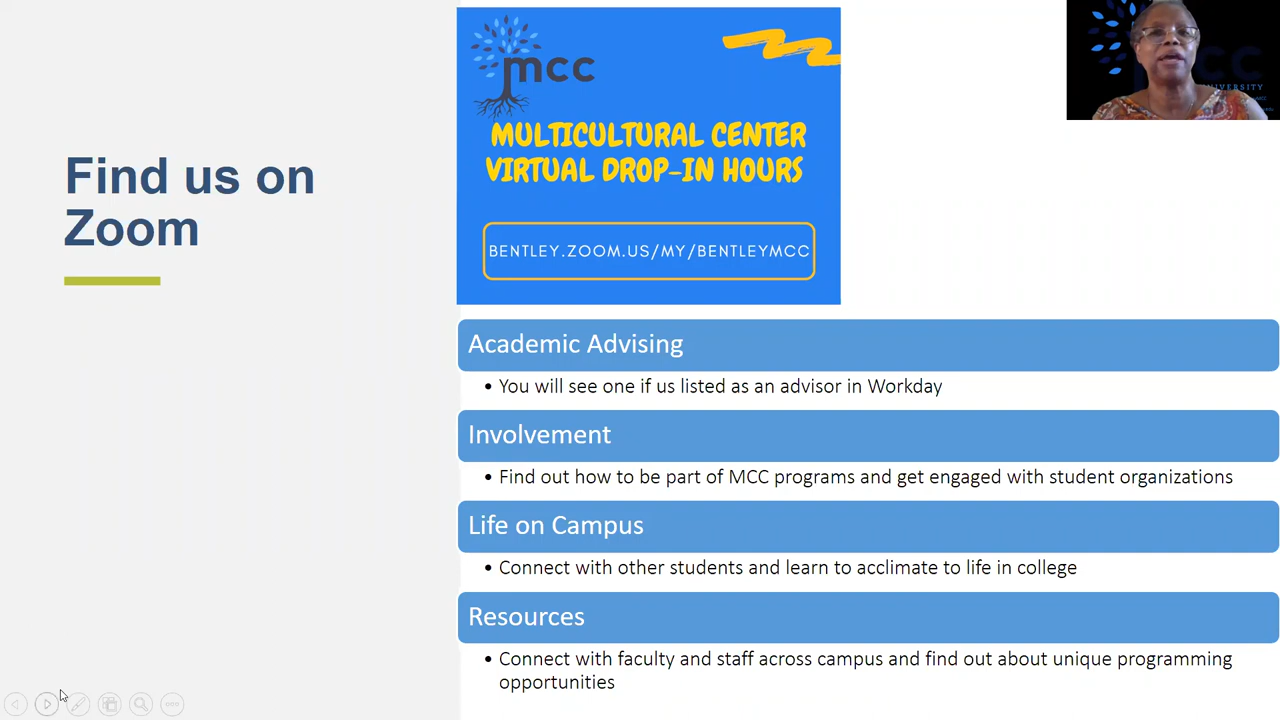 Find us on
Zoom
mcc
MULTICULTURAL CENTER
VIRTUAL DROP-IN HOURS
BENTLEY.ZOOM.US/MY/BENTLEYMCC
Academic Advising
• You will see one if us listed as an advisor in Workday
Involvement
• Find out how to be part of MCC programs and get engaged with student organizations
Life on Campus
• Connect with other students and learn to acclimate to life in college
Resources
• Connect with faculty and staff across campus and find out about unique programming
opportunities